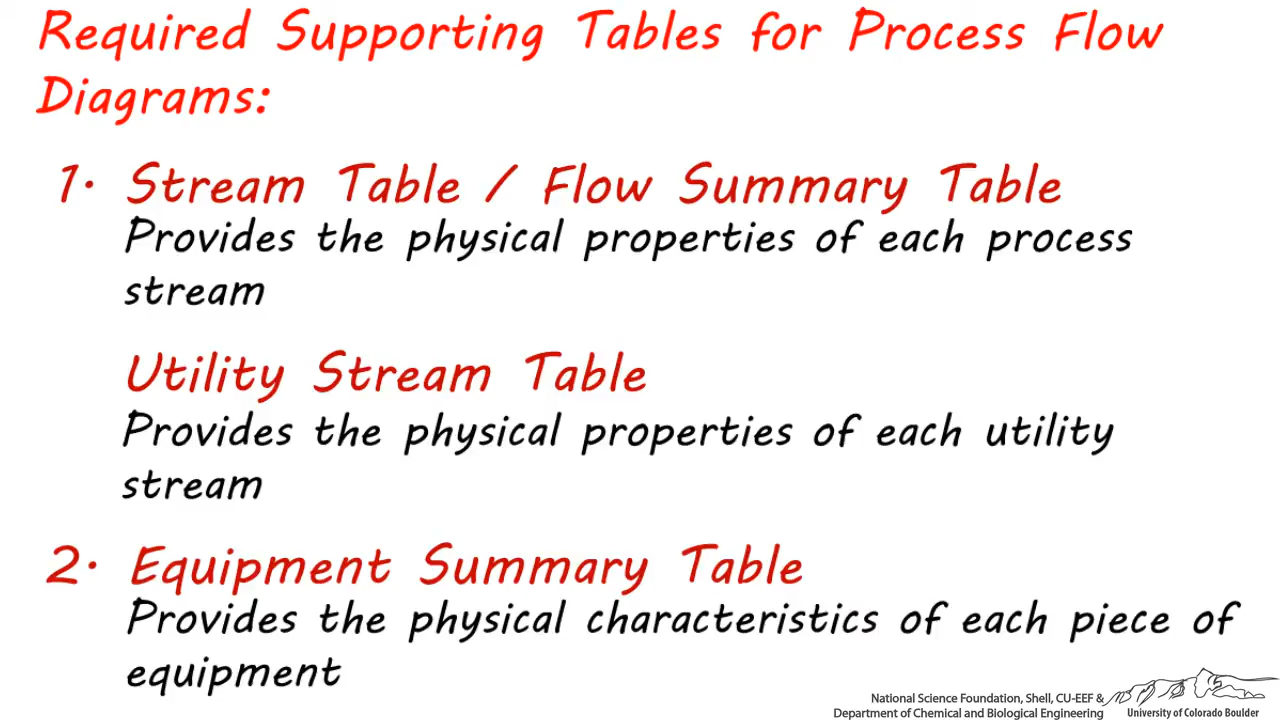 Required Supporting Tables for Process Flow
Diagrams:
1. Stream Table / Flow Summary Table
Provides the physical properties of each process
stream
Utility Stream Table
Provides the physical properties of each utility
stream
2. Equipment Summary Table
Provides the physical characteristics of each piece of
equipment
National Science Foundation, Shell, CU-EEF &
Department of Chemical and Biological Engineering
University of Colorado Boulder